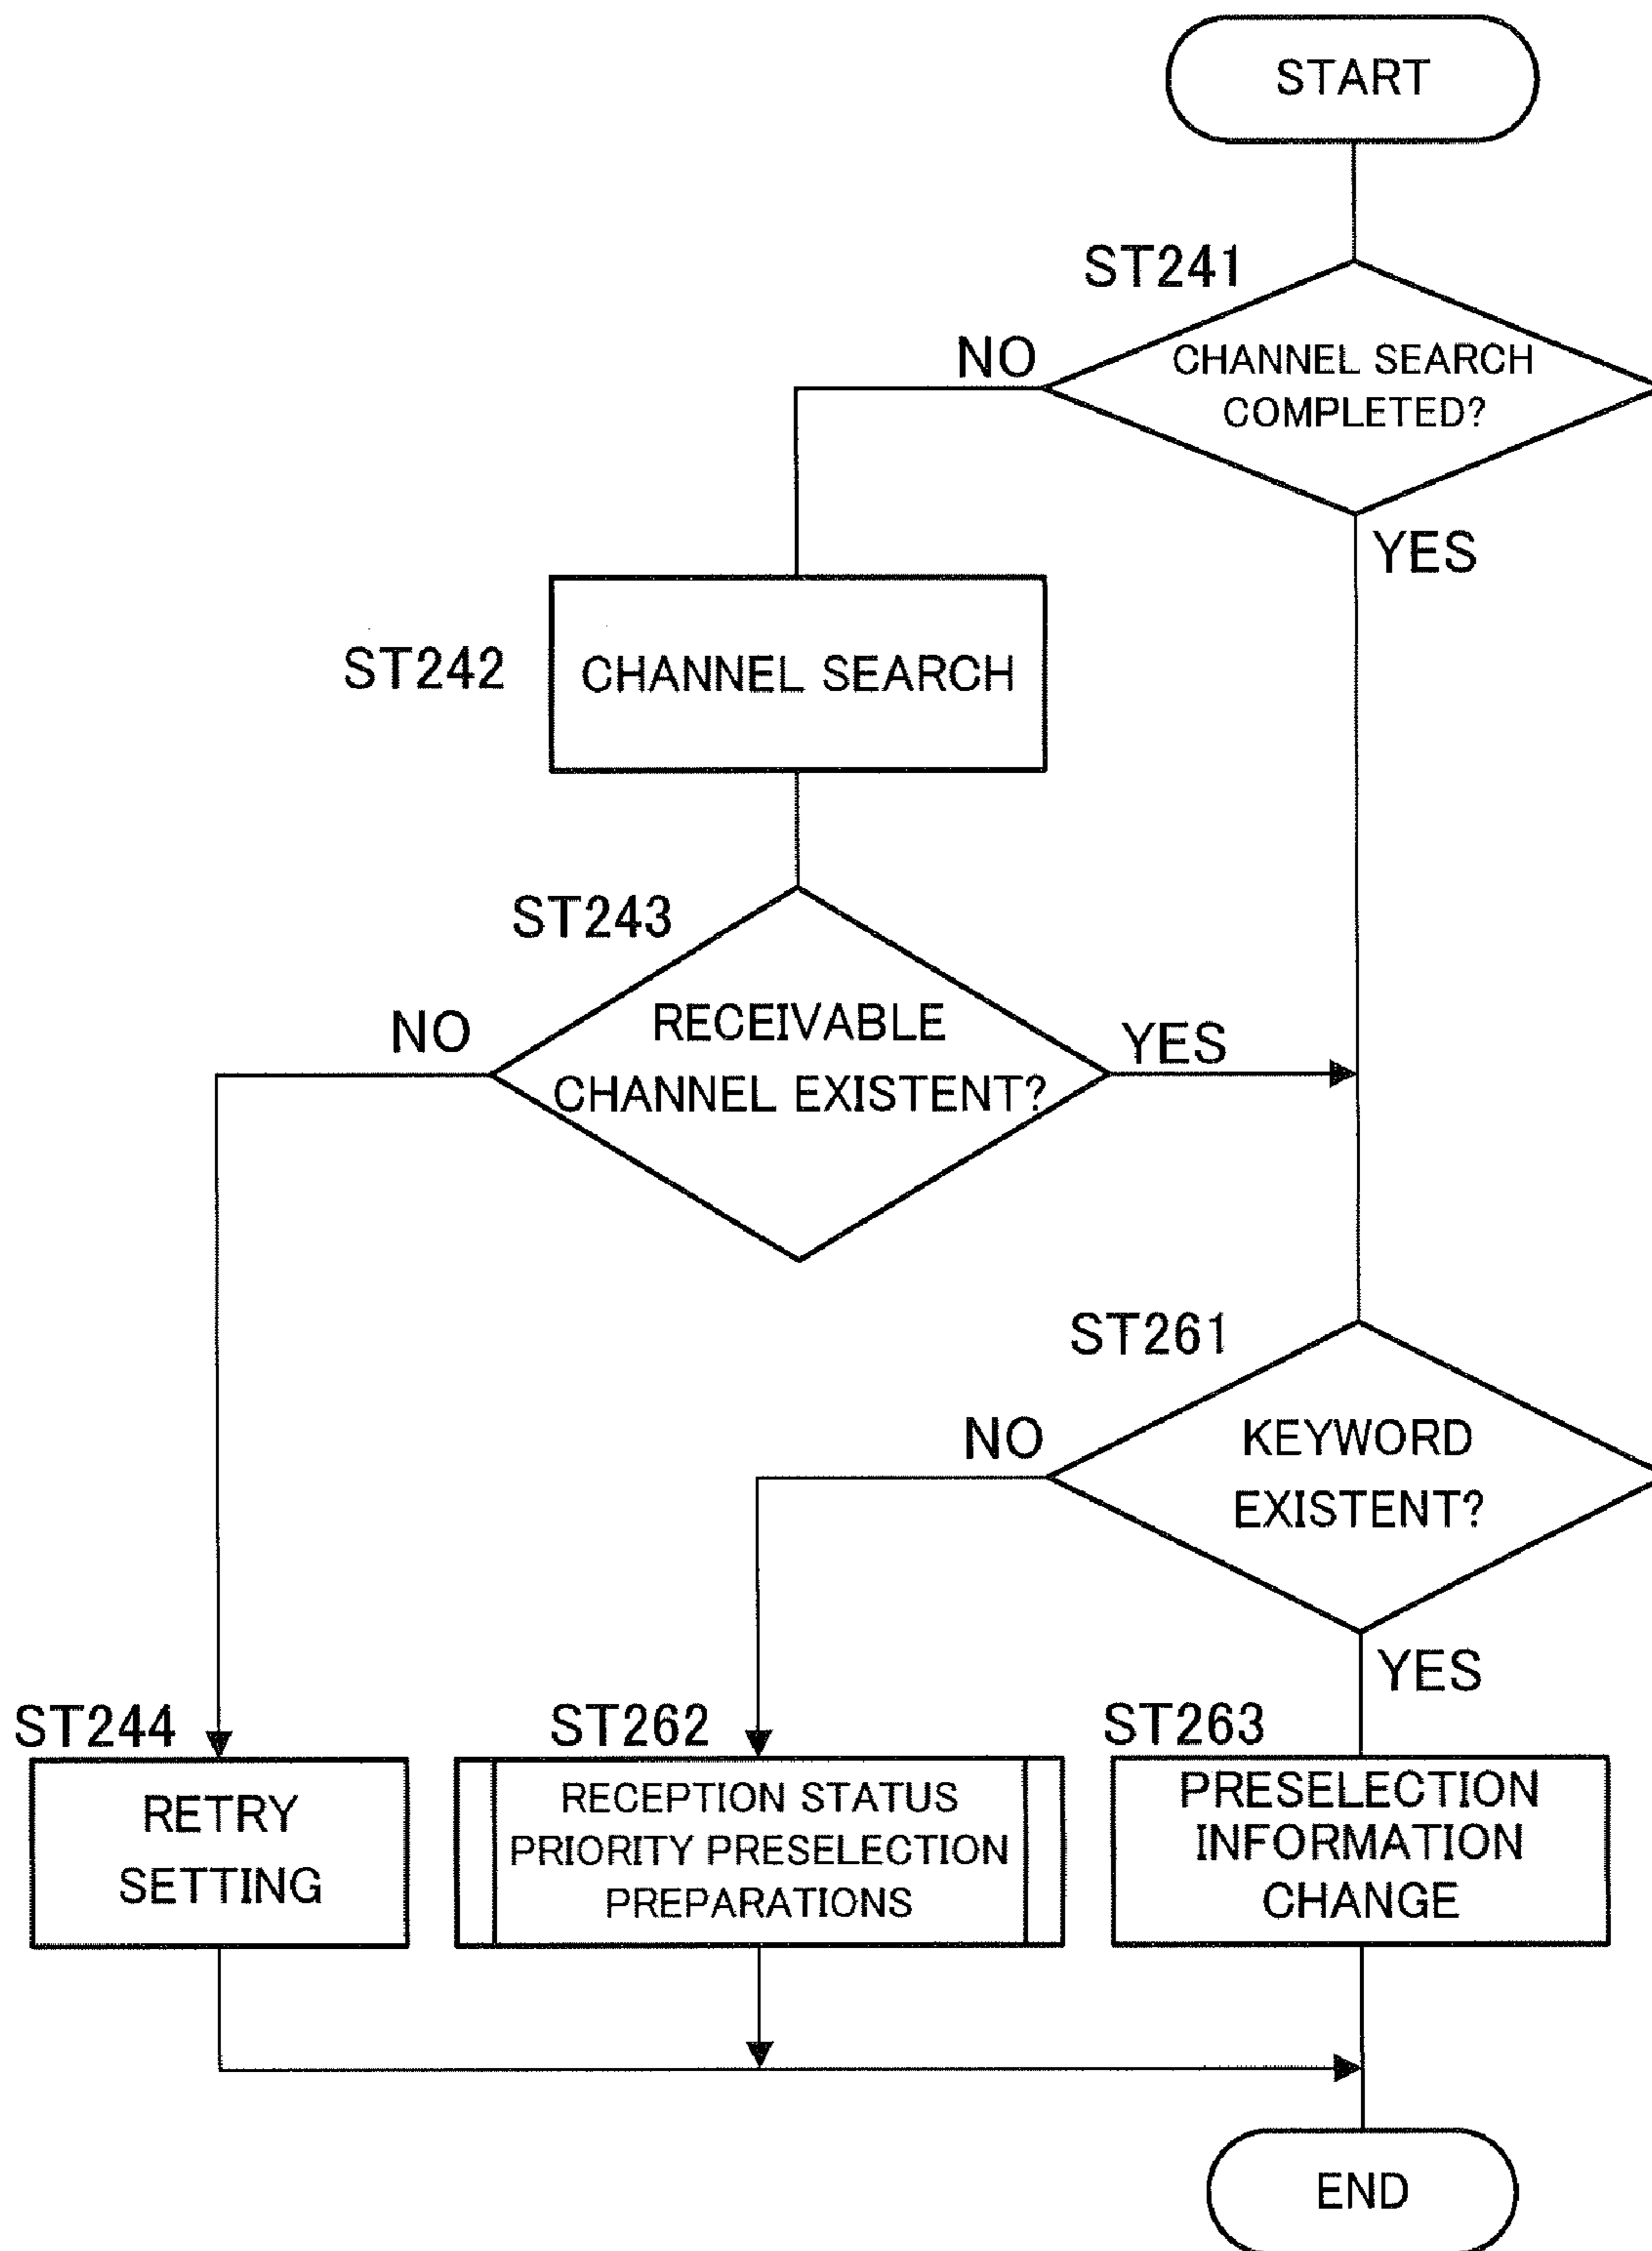 START
ST241
NO
CHANNEL SEARCH
COMPLETED?
YES
ST242
CHANNEL SEARCH
ST243
NO
RECEIVABLE
CHANNEL EXISTENT?
YES
ST261
NO
KEYWORD
EXISTENT?
YES
ST244
RETRY
SETTING
ST262
RECEPTION STATUS
PRIORITY PRESELECTION
PREPARATIONS
ST263
PRESELECTION
INFORMATION
CHANGE
END